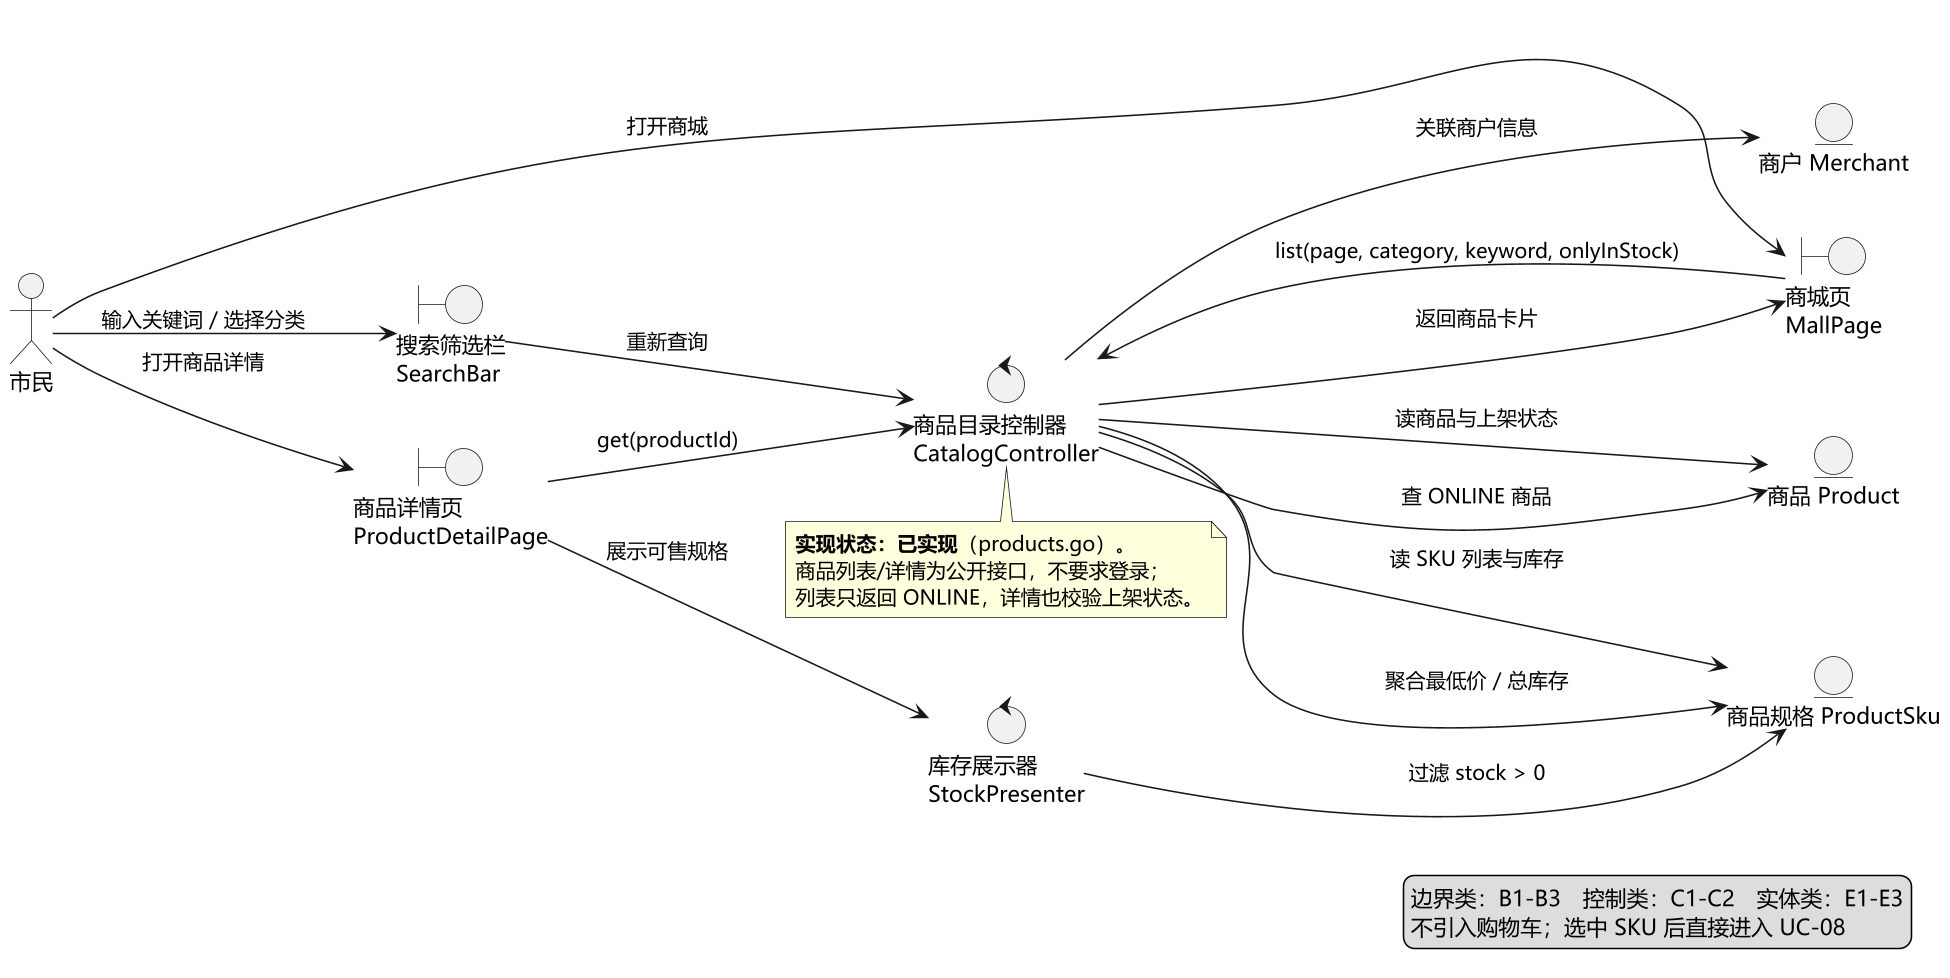 打开商城
关联商户信息
商户 Merchant
list(page, category, keyword, onlyInStock)
商城页
MallPage
输入关键词 / 选择分类
返回商品卡片
搜索筛选栏
SearchBar
重新查询
打开商品详情
市民
商品目录控制器
CatalogController
读商品与上架状态
get(productId)
商品详情页
ProductDetailPage
查 ONLINE 商品
商品 Product
展示可售规格
实现状态：已实现（products.go）。
商品列表/详情为公开接口，不要求登录；
列表只返回 ONLINE，详情也校验上架状态。
读 SKU 列表与库存
聚合最低价 / 总库存
商品规格 ProductSku
库存展示器
StockPresenter
过滤 stock > 0
边界类：B1-B3　控制类：C1-C2　实体类：E1-E3
不引入购物车；选中 SKU 后直接进入 UC-08